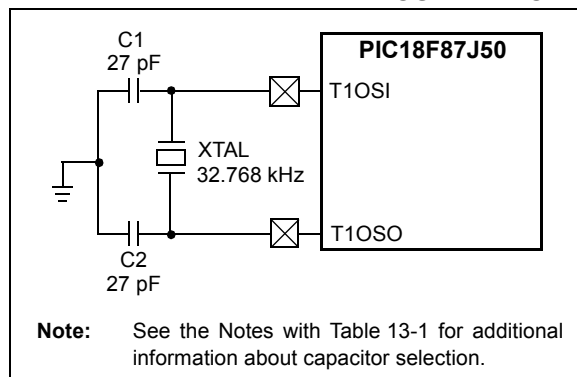 C1
27 pF
PIC18F87J50
T1OSI
XTAL
32.768 kHz
T1OSO
C2
27 pF
Note: See the Notes with Table 13-1 for additional
information about capacitor selection.